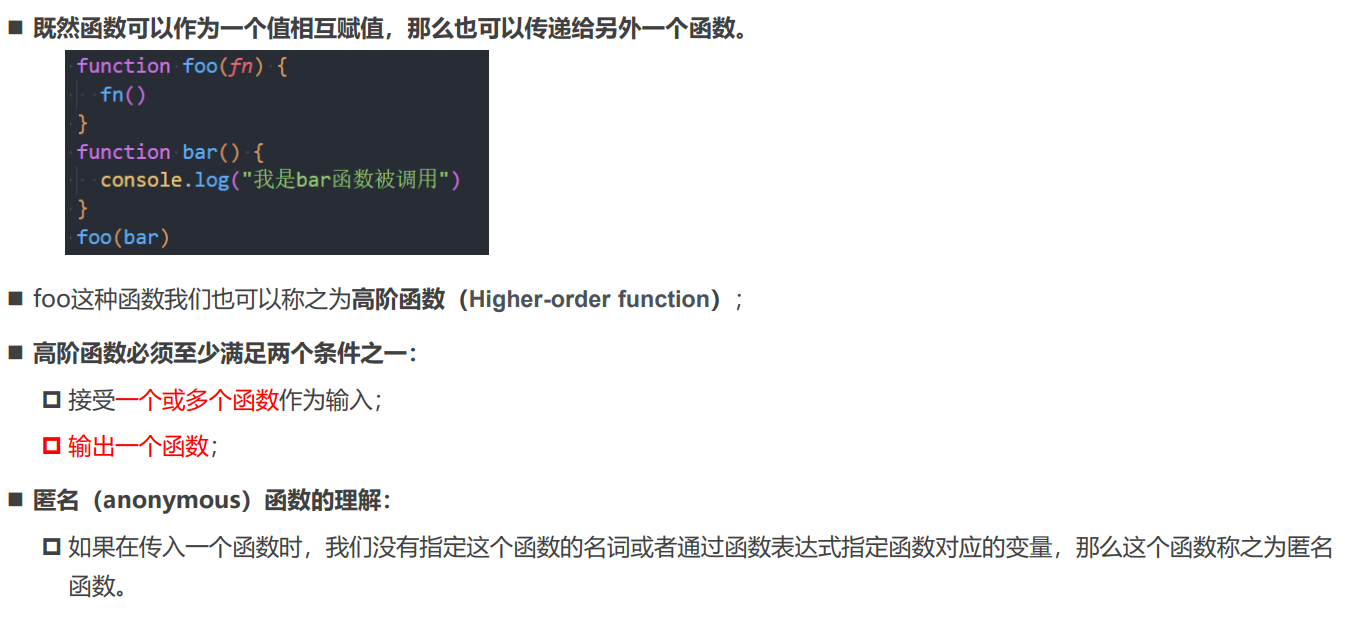 既然函数可以作为一个值相互赋值，那么也可以传递给另外一个函数。
function foo(fn) {
  fn()
}
function bar() {
  console.log("我是bar函数被调用")
}
foo(bar)
foo这种函数我们也可以称之为高阶函数（Higher-order function）；
高阶函数必须至少满足两个条件之一：
接受一个或多个函数作为输入；
输出一个函数；
匿名（anonymous）函数的理解：
如果在传入一个函数时，我们没有指定这个函数的名词或者通过函数表达式指定函数对应的变量，那么这个函数称之为匿名
函数。